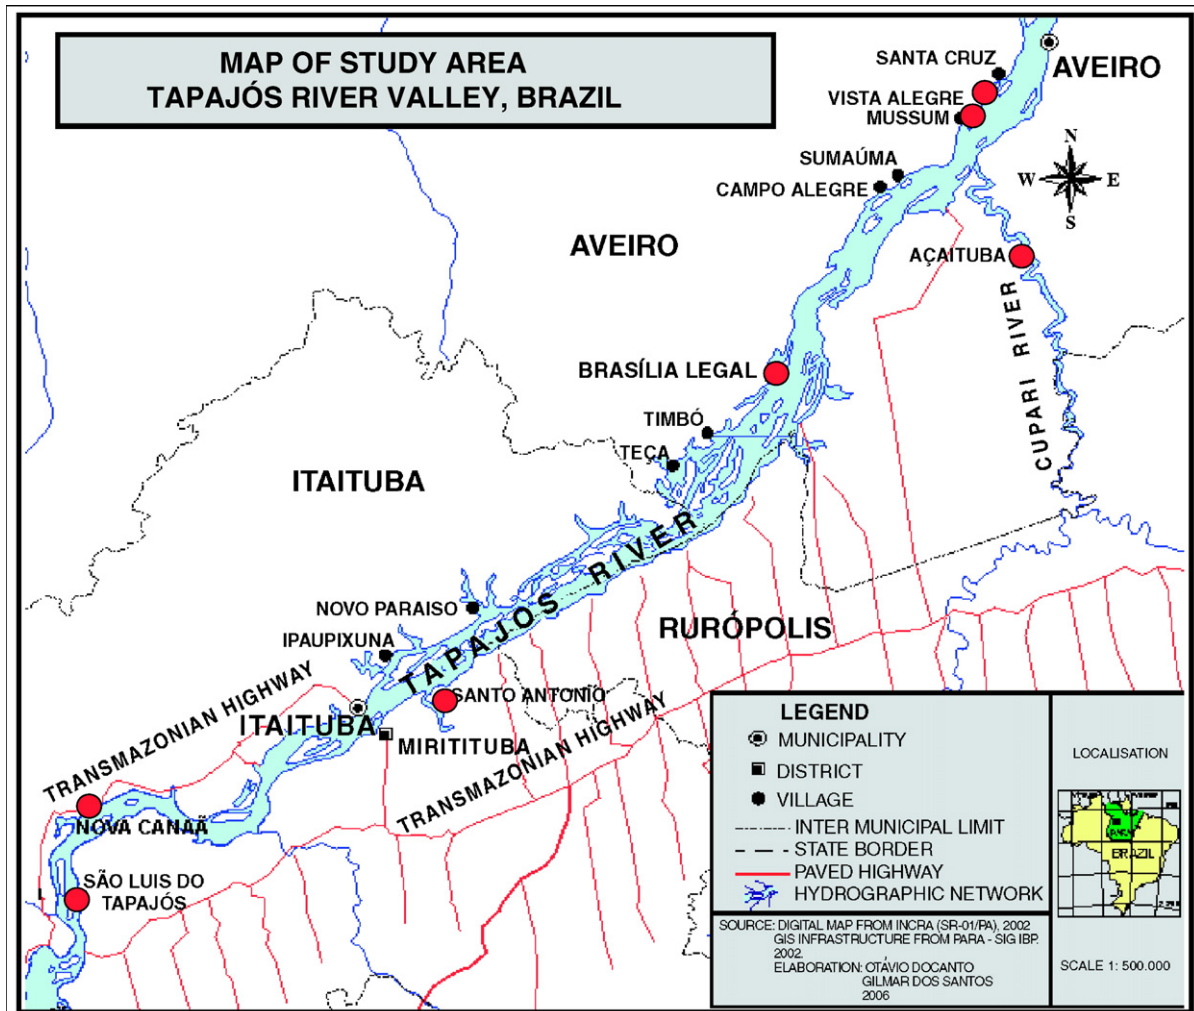 MAP OF STUDY AREA
TAPAJÓS RIVER VALLEY, BRAZIL
SANTA CRUZ
AVEIRO
VISTA ALEGRE
MUSSUM
N
W
E
S
SUMAÚMA
CAMPO ALEGRE
AVEIRO
AÇAITUBA
CUPARI RIVER
BRASÍLIA LEGAL
TIMBÓ
TEÇA
ITAITUBA
TAPAJOS RIVER
NOVO PARAISO
RURÓPOLIS
IPAUPIXUNA
TRANSMAZONIAN HIGHWAY
SANTO ANTONIO
ITAITUBA
MIRITITUBA
TRANSMAZONIAN HIGHWAY
NOVA CANAÃ
SÃO LUIS DO
TAPAJÓS
LEGEND
MUNICIPALITY
DISTRICT
VILLAGE
INTER MUNICIPAL LIMIT
STATE BORDER
PAVED HIGHWAY
HYDROGRAPHIC NETWORK
SOURCE: DIGITAL MAP FROM INCRA (SR-01/PA), 2002
GIS INFRASTRUCTURE FROM PARA - SIG IBP.
2002.
ELABORATION: OTÁVIO DOCANTO
GILMAR DOS SANTOS
2006
LOCALISATION
BRAZIL
SCALE 1: 500.000